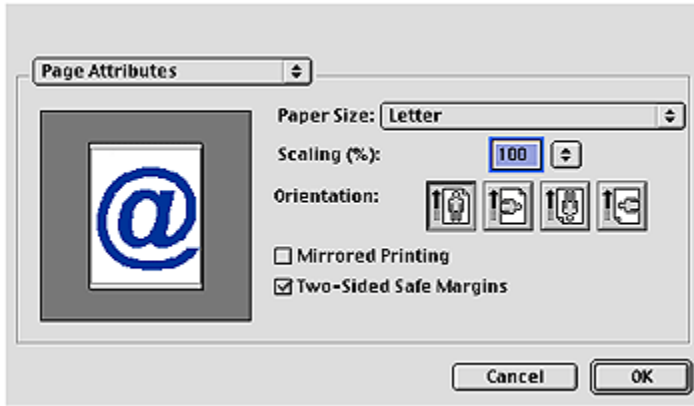 Page Attributes
Paper Size: Letter
Scaling (%): 100
Orientation:
@
Mirrored Printing
Two-Sided Safe Margins
Cancel OK